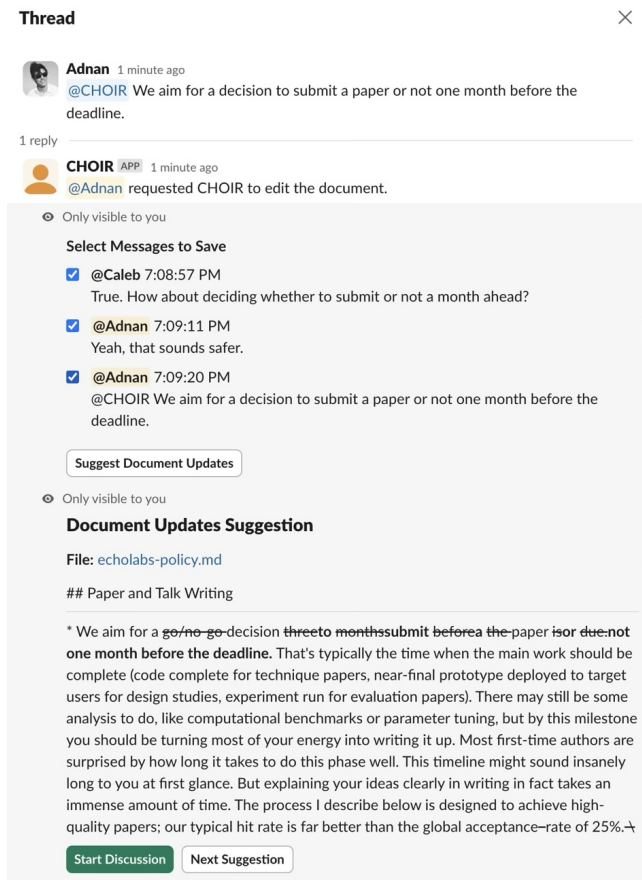 Thread
Adnan 1 minute ago
@CHOIR We aim for a decision to submit a paper or not one month before the
deadline.
1 reply
CHOIR APP 1 minute ago
@Adnan requested CHOIR to edit the document.
Only visible to you
Select Messages to Save
@Caleb 7:08:57 PM
True. How about deciding whether to submit or not a month ahead?
@Adnan 7:09:11 PM
Yeah, that sounds safer.
@Adnan 7:09:20 PM
@CHOIR We aim for a decision to submit a paper or not one month before the
deadline.
Suggest Document Updates
Only visible to you
Document Updates Suggestion
File: echolabs-policy.md
## Paper and Talk Writing
* We aim for a go/no-go decision threeto monthssubmit beforea the paper isor due.not
one month before the deadline. That's typically the time when the main work should be
complete (code complete for technique papers, near-final prototype deployed to target
users for design studies, experiment run for evaluation papers). There may still be some
analysis to do, like computational benchmarks or parameter tuning, but by this milestone
you should be turning most of your energy into writing it up. Most first-time authors are
surprised by how long it takes to do this phase well. This timeline might sound insanely
long to you at first glance. But explaining your ideas clearly in writing in fact takes an
immense amount of time. The process I describe below is designed to achieve high-
quality papers; our typical hit rate is far better than the global acceptance-rate of 25%.\
Start Discussion Next Suggestion